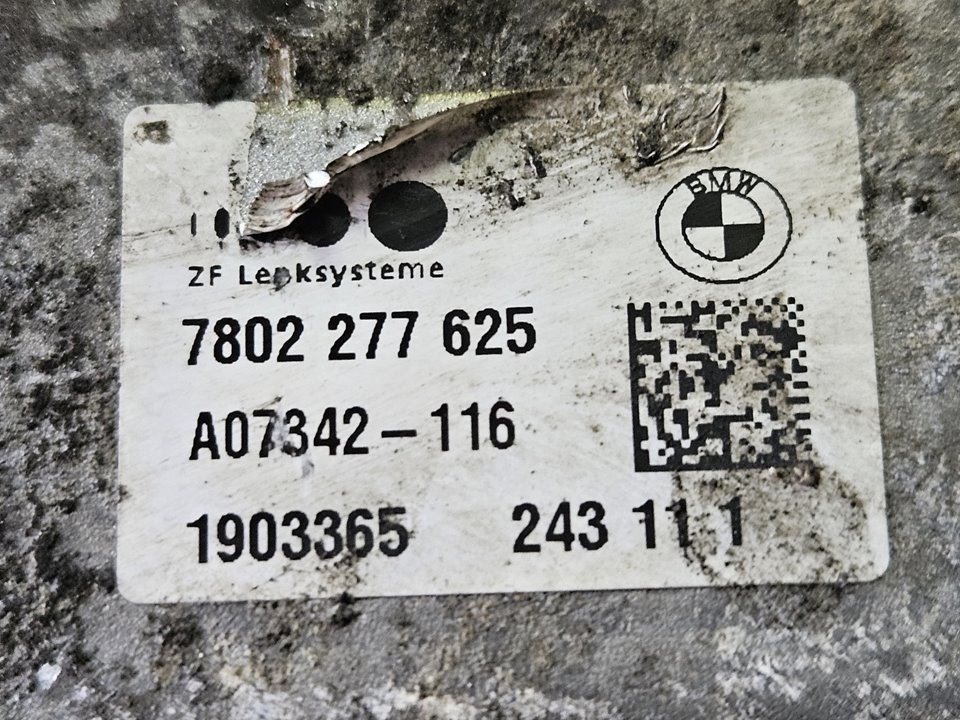 BMW
ZF Lenksysteme
7802 277 625
A07342-116
1903365 243 11 1